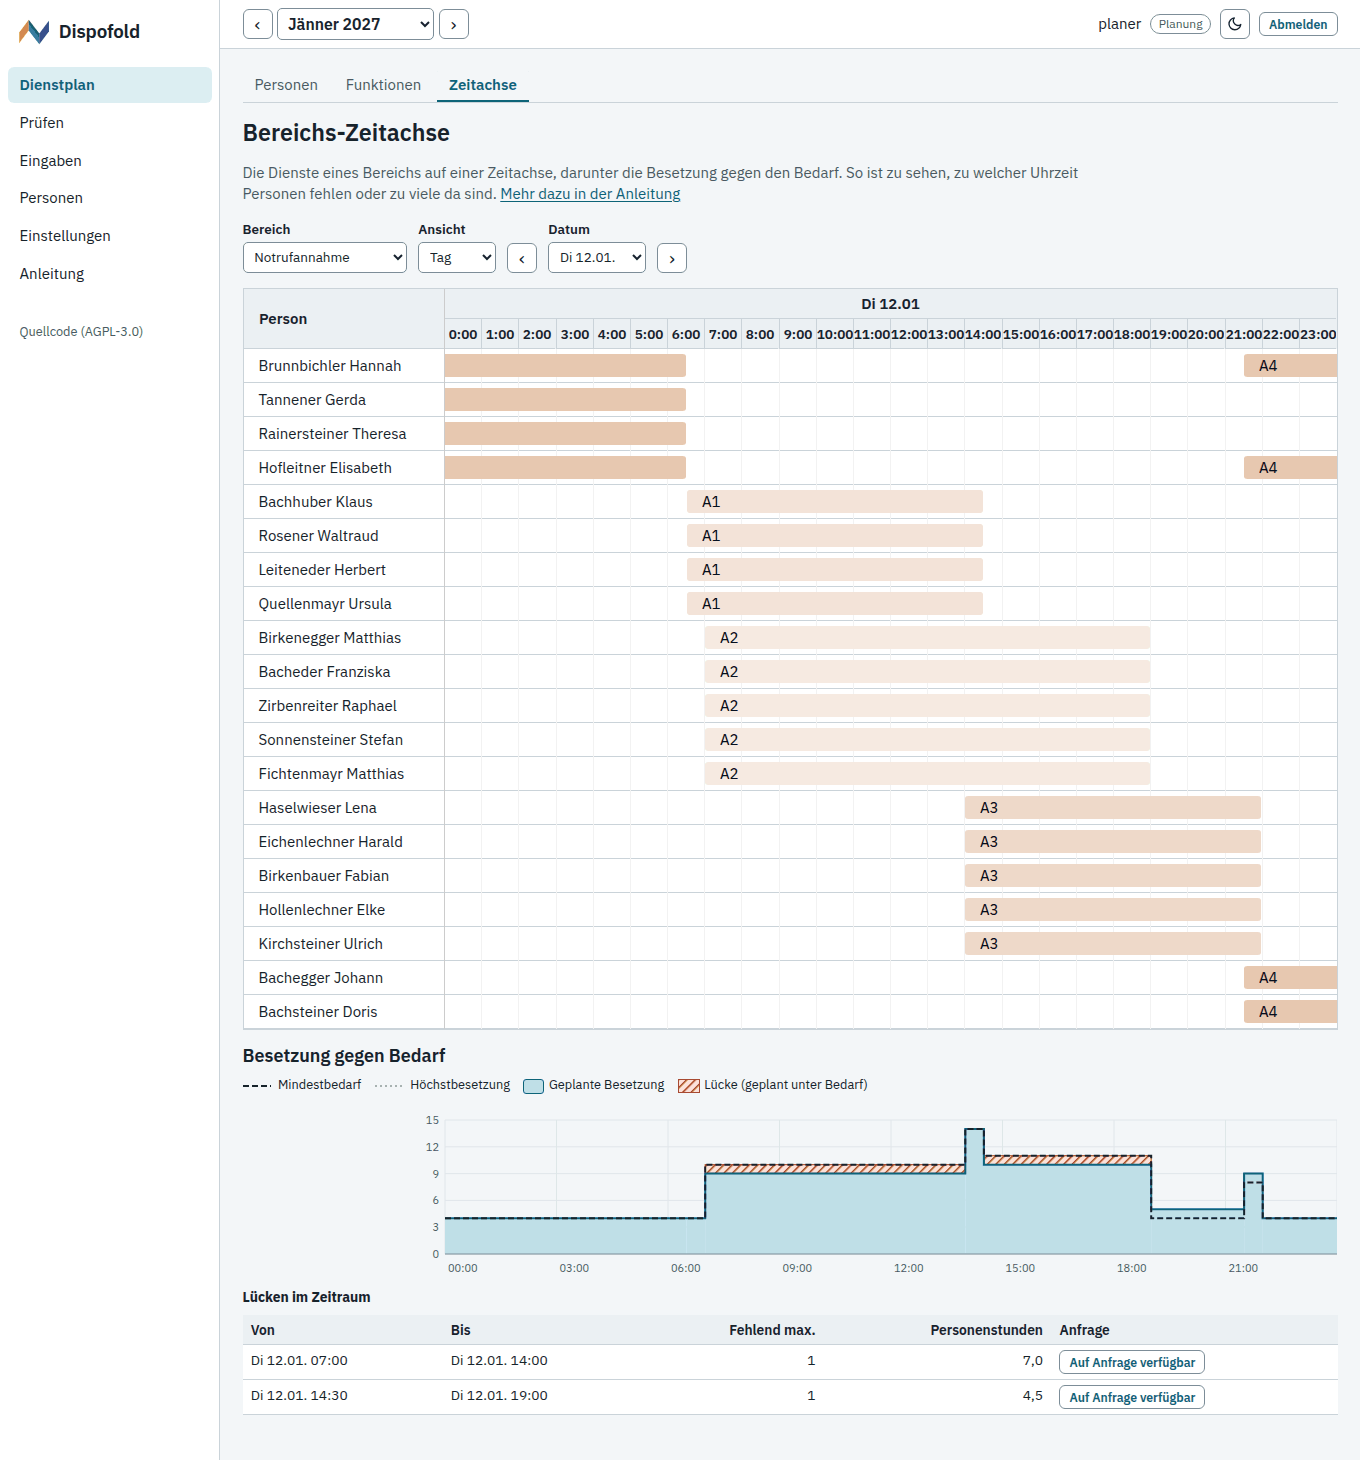 Dispofold
‹ Jänner 2027 ›
planer Planung Abmelden
Dienstplan
Prüfen
Eingaben
Personen
Einstellungen
Anleitung
Quellcode (AGPL-3.0)
Personen Funktionen Zeitachse
Bereichs-Zeitachse
Die Dienste eines Bereichs auf einer Zeitachse, darunter die Besetzung gegen den Bedarf. So ist zu sehen, zu welcher Uhrzeit
Personen fehlen oder zu viele da sind. Mehr dazu in der Anleitung
Bereich Ansicht Datum
Notrufannahme Tag ‹ Di 12.01. ›
Person Di 12.01
0:00 1:00 2:00 3:00 4:00 5:00 6:00 7:00 8:00 9:00 10:00 11:00 12:00 13:00 14:00 15:00 16:00 17:00 18:00 19:00 20:00 21:00 22:00 23:00
Brunnbichler Hannah A4
Tannener Gerda
Rainersteiner Theresa
Hofleitner Elisabeth A4
Bachhuber Klaus A1
Rosener Waltraud A1
Leiteneder Herbert A1
Quellenmayr Ursula A1
Birkenegger Matthias A2
Bacheder Franziska A2
Zirbenreiter Raphael A2
Sonnensteiner Stefan A2
Fichtenmayr Matthias A2
Haselwieser Lena A3
Eichenlechner Harald A3
Birkenbauer Fabian A3
Hollenlechner Elke A3
Kirchsteiner Ulrich A3
Bachegger Johann A4
Bachsteiner Doris A4
Besetzung gegen Bedarf
Mindestbedarf Höchstbesetzung Geplante Besetzung Lücke (geplant unter Bedarf)
15
12
9
6
3
0
00:00 03:00 06:00 09:00 12:00 15:00 18:00 21:00
Lücken im Zeitraum
Von Bis Fehlend max. Personenstunden Anfrage
Di 12.01. 07:00 Di 12.01. 14:00 1 7,0 Auf Anfrage verfügbar
Di 12.01. 14:30 Di 12.01. 19:00 1 4,5 Auf Anfrage verfügbar